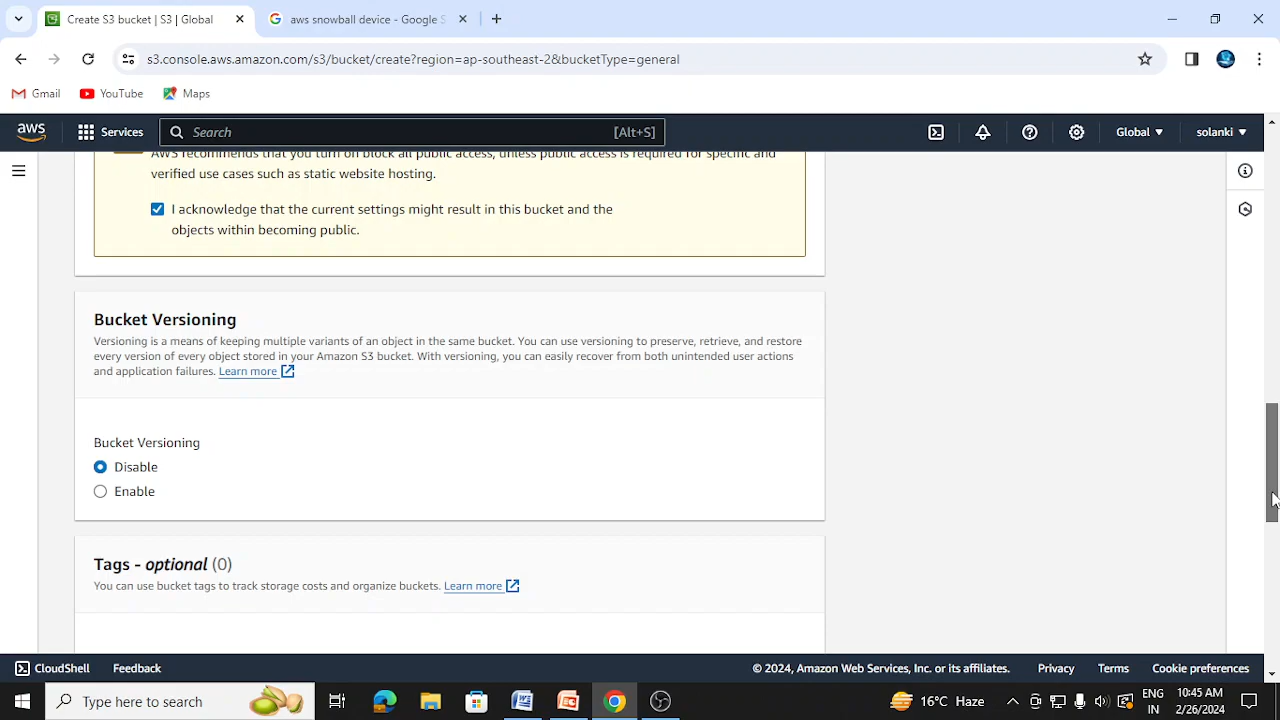 Create S3 bucket | S3 | Global
aws snowball device - Google S
s3.console.aws.amazon.com/s3/bucket/create?region=ap-southeast-2&bucketType=general
Gmail
YouTube
Maps
aws
Services
Search
[Alt+S]
Global
solanki
AWS recommends that you turn on block all public access, unless public access is required for specific and
verified use cases such as static website hosting.
I acknowledge that the current settings might result in this bucket and the
objects within becoming public.
Bucket Versioning
Versioning is a means of keeping multiple variants of an object in the same bucket. You can use versioning to preserve, retrieve, and restore
every version of every object stored in your Amazon S3 bucket. With versioning, you can easily recover from both unintended user actions
and application failures. Learn more
Bucket Versioning
Disable
Enable
Tags - optional (0)
You can use bucket tags to track storage costs and organize buckets. Learn more
CloudShell
Feedback
© 2024, Amazon Web Services, Inc. or its affiliates.
Privacy
Terms
Cookie preferences
Type here to search
16°C Haze
ENG
IN
10:45 AM
2/26/2024